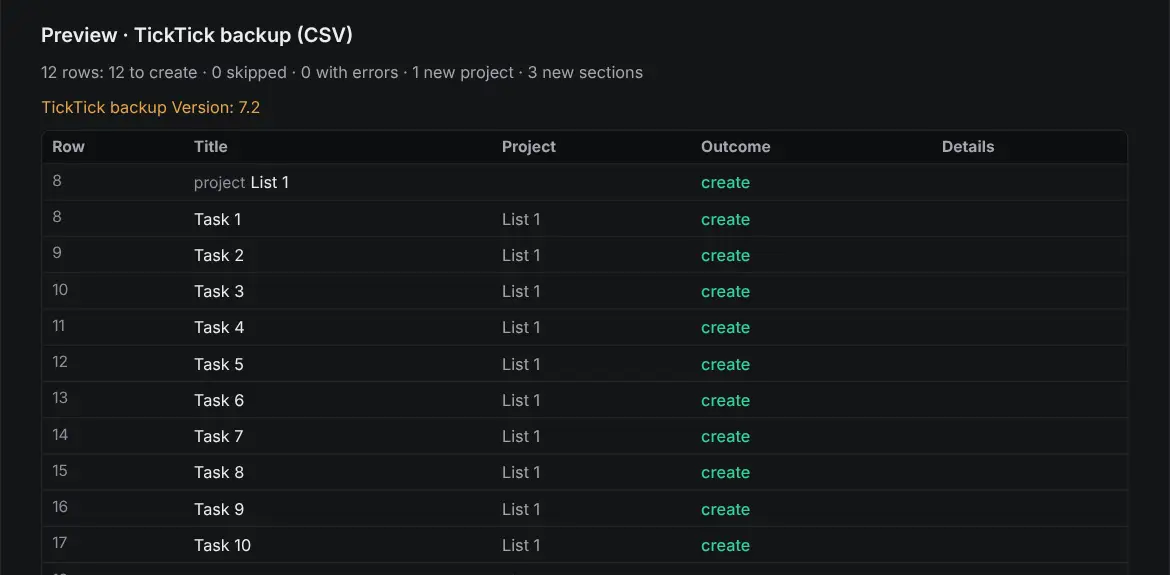 Preview · TickTick backup (CSV)
12 rows: 12 to create · 0 skipped · 0 with errors · 1 new project · 3 new sections
TickTick backup Version: 7.2
Row Title Project Outcome Details
8 project List 1 create
8 Task 1 List 1 create
9 Task 2 List 1 create
10 Task 3 List 1 create
11 Task 4 List 1 create
12 Task 5 List 1 create
13 Task 6 List 1 create
14 Task 7 List 1 create
15 Task 8 List 1 create
16 Task 9 List 1 create
17 Task 10 List 1 create